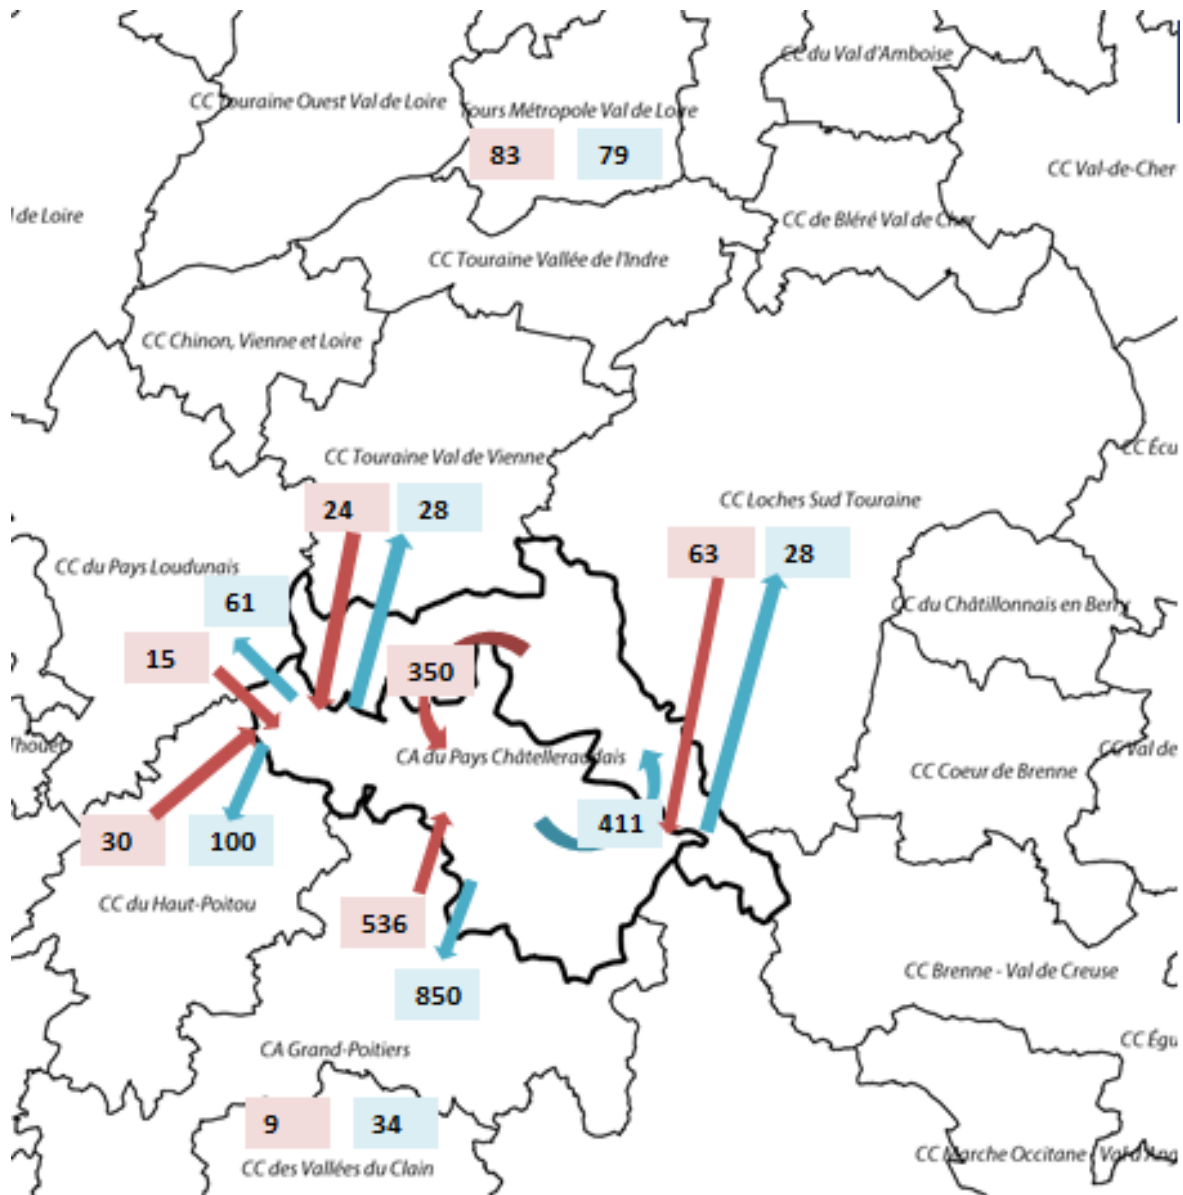 CC du Val d'Amboise
CC Touraine Ouest Val de Loire
Tours Métropole Val de Loire
83
79
CC Val-de-Cher
l de Loire
CC de Bléré Val de Cher
CC Touraine Vallée de l'Indre
CC Chinon, Vienne et Loire
CC Écu
CC Touraine Val de Vienne
CC Loches Sud Touraine
24
28
63
28
CC du Pays Loudunais
61
CC du Châtillonnais en Berry
15
350
Thouet
CA du Pays Châtelleraudais
CC Val de
CC Coeur de Brenne
411
30
100
CC du Haut-Poitou
536
CC Brenne - Val de Creuse
850
CC Égu
CA Grand-Poitiers
9
34
CC Marche Occitane - Val d'Ang
CC des Vallées du Clain